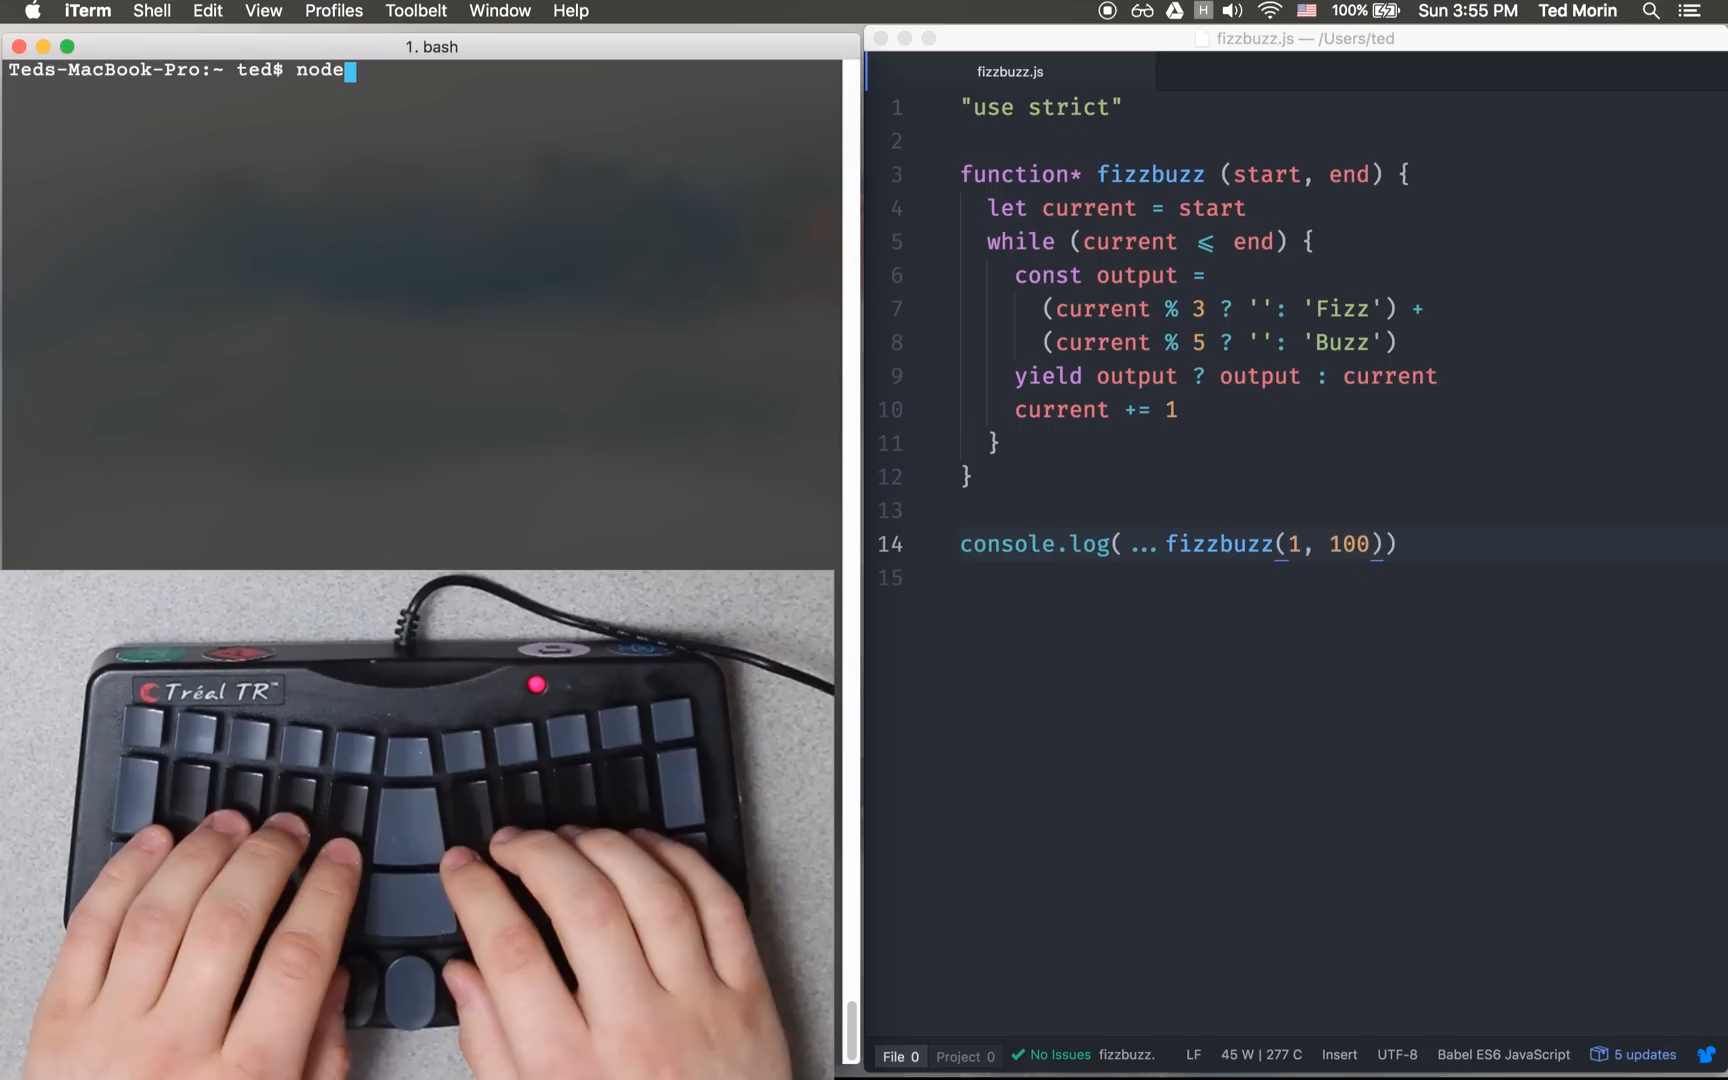 iTerm Shell Edit View Profiles Toolbelt Window Help H 100% Sun 3:55 PM Ted Morin
1. bash
Teds-MacBook-Pro:~ ted$ node
fizzbuzz.js — /Users/ted
fizzbuzz.js
1 "use strict"
2
3 function* fizzbuzz (start, end) {
4 let current = start
5 while (current ⩽ end) {
6 const output =
7 (current % 3 ? '': 'Fizz') +
8 (current % 5 ? '': 'Buzz')
9 yield output ? output : current
10 current += 1
11 }
12 }
13
14 console.log( ...fizzbuzz(1, 100))
15
Tréal TR™
File 0 Project 0 ✓ No Issues fizzbuzz. LF 45 W | 277 C Insert UTF-8 Babel ES6 JavaScript 5 updates